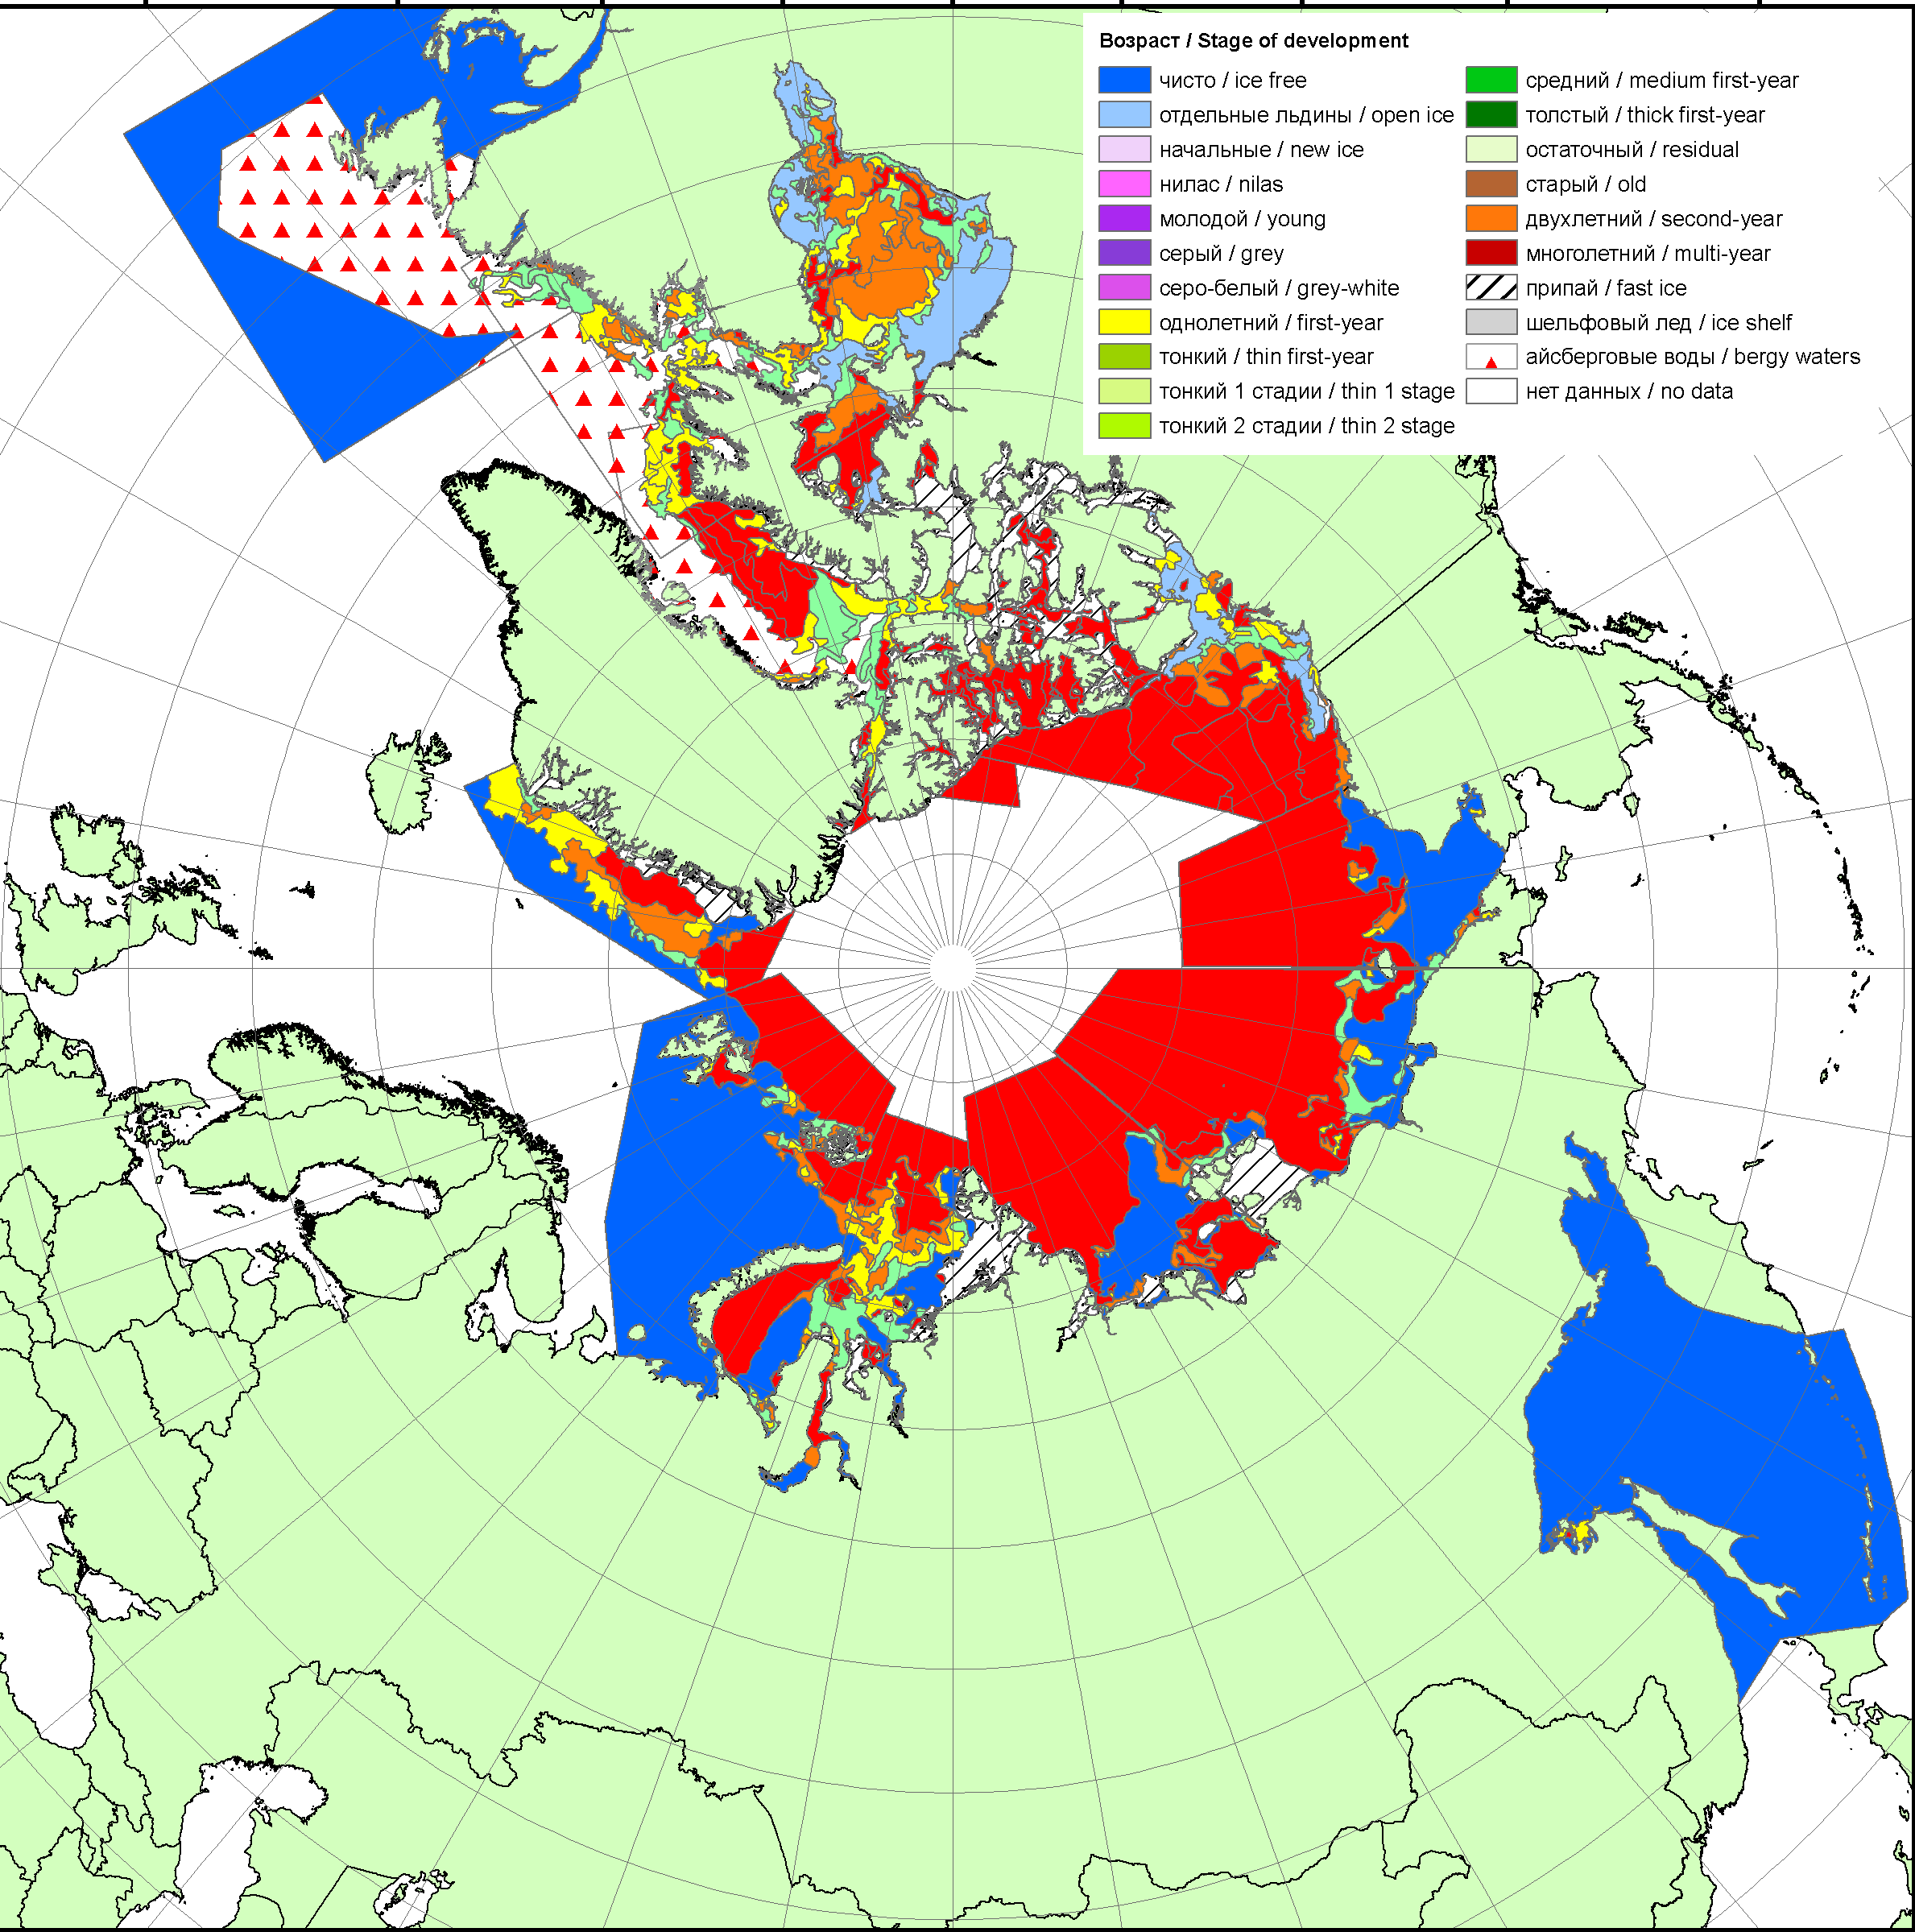 Возраст / Stage of development
чисто / ice free
отдельные льдины / open ice
начальные / new ice
нилас / nilas
молодой / young
серый / grey
серо-белый / grey-white
однолетний / first-year
тонкий / thin first-year
тонкий 1 стадии / thin 1 stage
тонкий 2 стадии / thin 2 stage
средний / medium first-year
толстый / thick first-year
остаточный / residual
старый / old
двухлетний / second-year
многолетний / multi-year
припай / fast ice
шельфовый лед / ice shelf
айсберговые воды / bergy waters
нет данных / no data